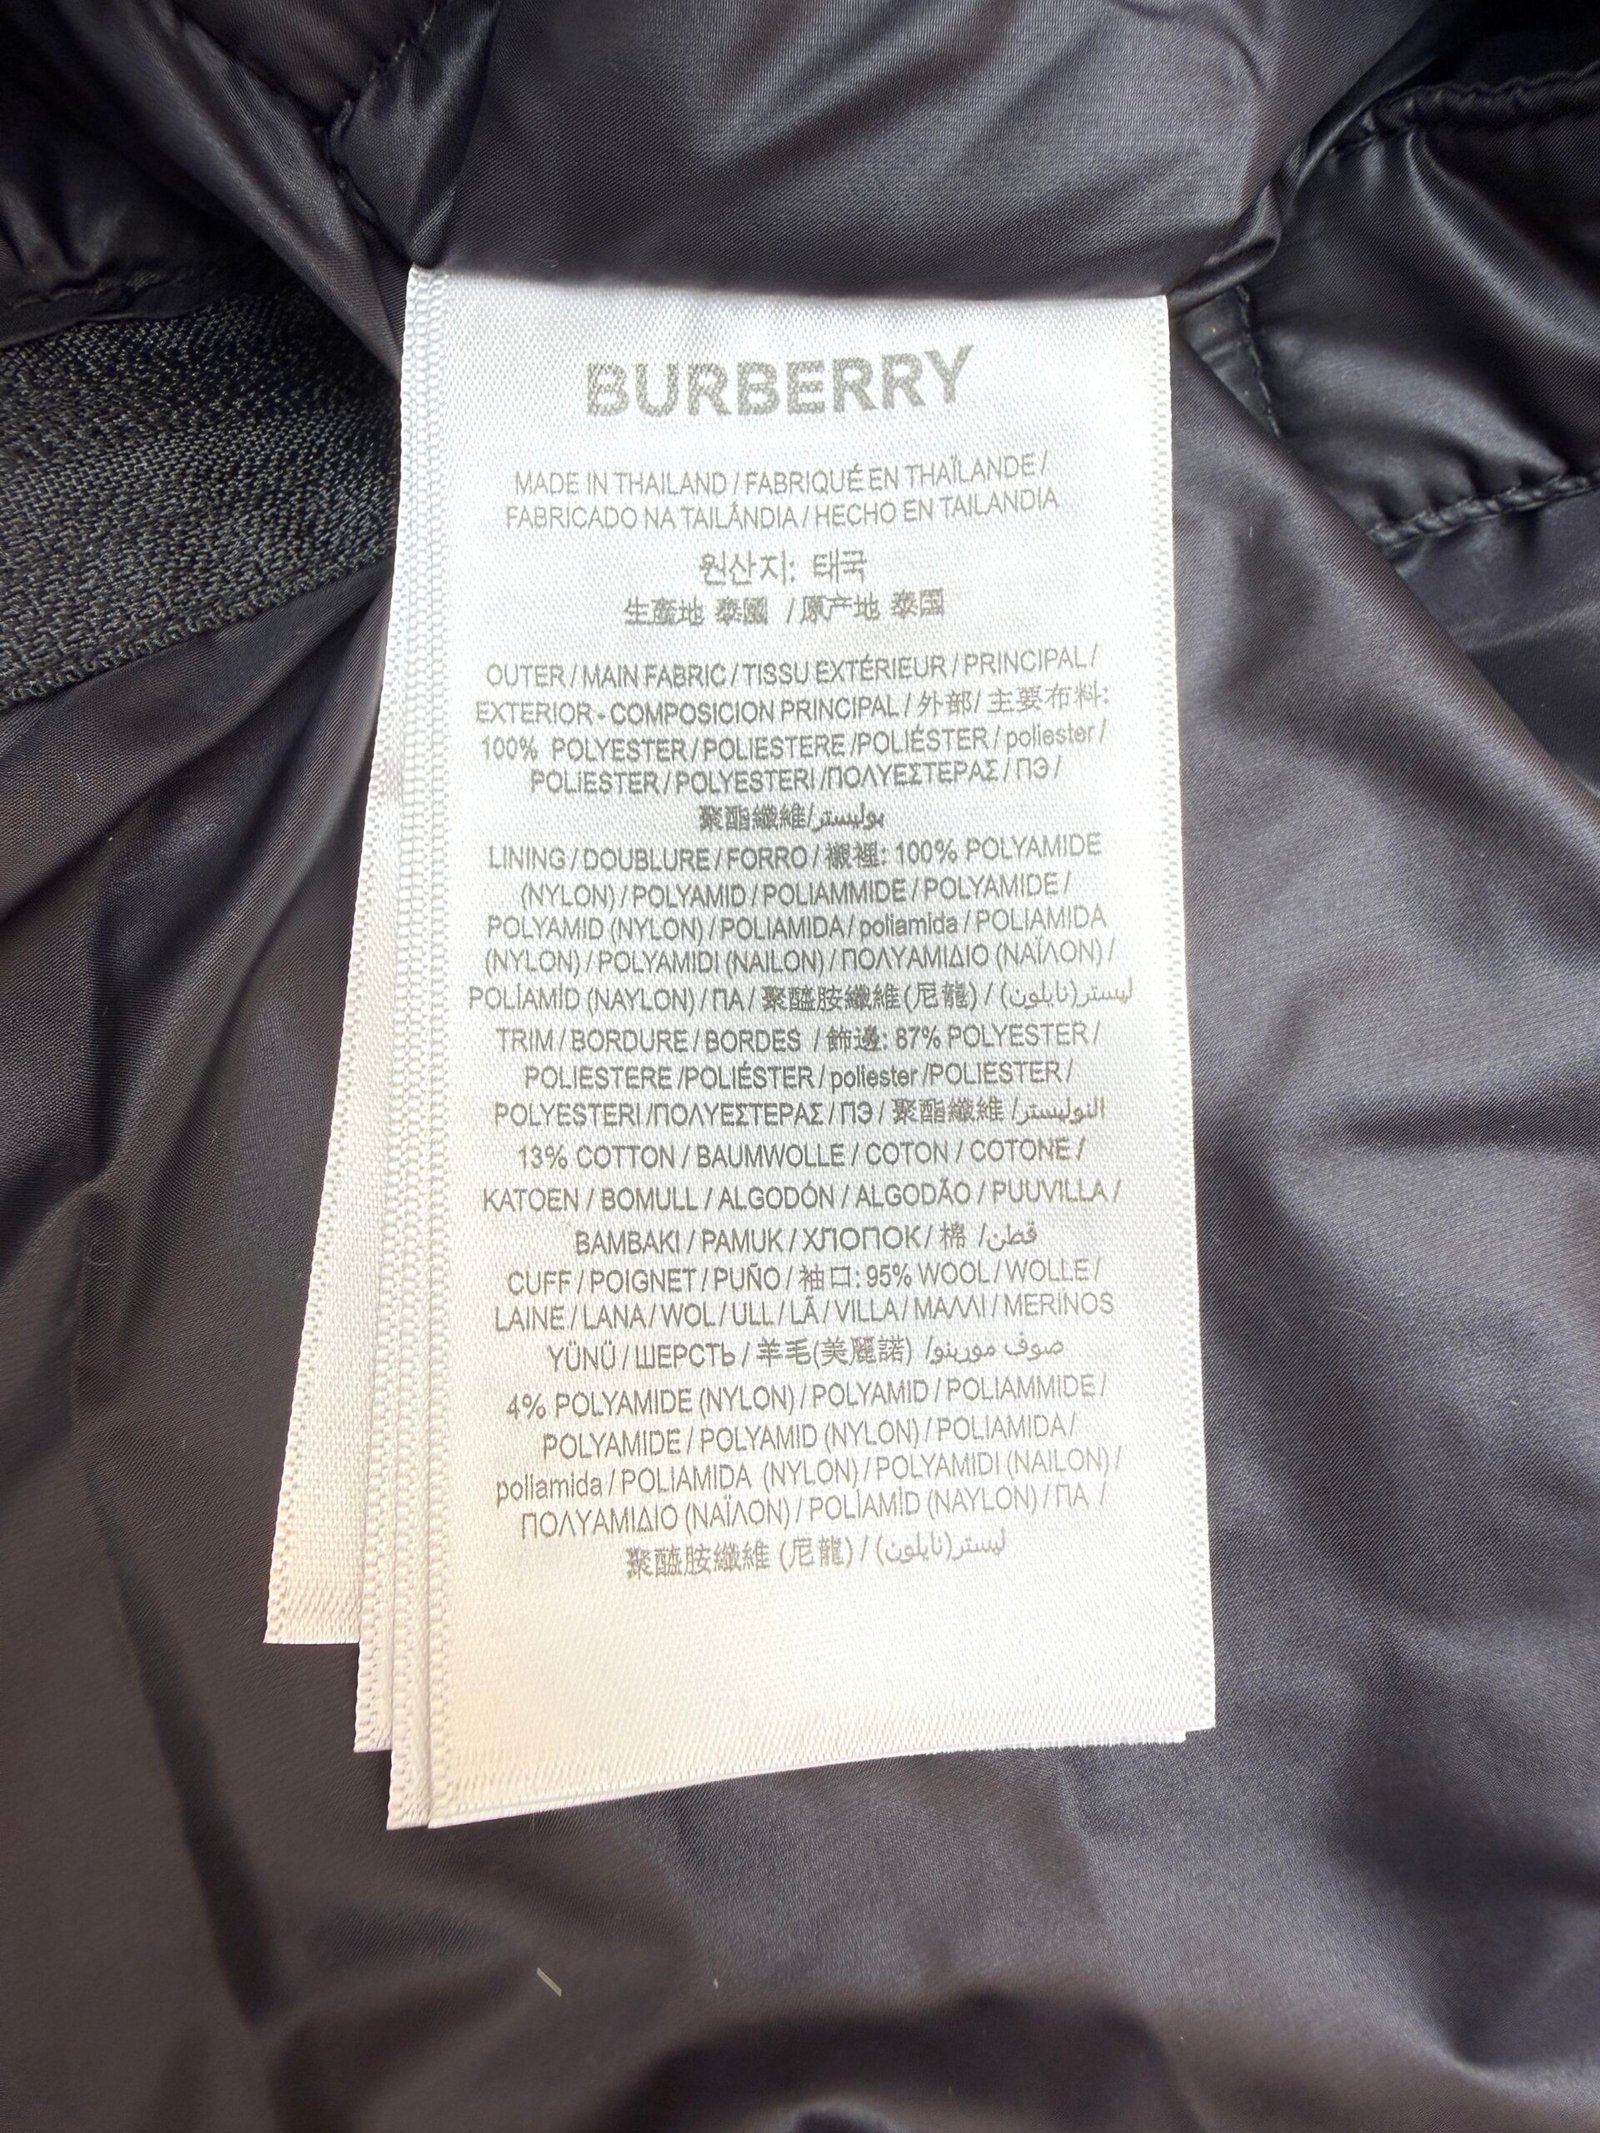 BURBERRY
MADE IN THAILAND / FABRIQUÉ EN THAÏLANDE /
FABRICADO NA TAILÂNDIA / HECHO EN TAILANDIA
원산지: 태국
生産地 泰國 / 原产地 泰国
OUTER / MAIN FABRIC / TISSU EXTÉRIEUR / PRINCIPAL /
EXTERIOR - COMPOSICION PRINCIPAL / 外部 / 主要布料:
100% POLYESTER / POLIESTERE /POLIÉSTER / poliester /
POLIESTER / POLYESTERI /ΠΟΛΥΕΣΤΕΡΑΣ / ПЭ /
聚酯纖維/بوليستر
LINING / DOUBLURE / FORRO / 襯裡: 100% POLYAMIDE
(NYLON) / POLYAMID / POLIAMMIDE / POLYAMIDE /
POLYAMID (NYLON) / POLIAMIDA / poliamida / POLIAMIDA
(NYLON) / POLYAMIDI (NAILON) / ΠΟΛΥΑΜΙΔΙΟ (ΝΑΪΛΟΝ) /
POLİAMİD (NAYLON) / ПА / 聚醯胺纖維 (尼龍) / ليستر(نايلون)
TRIM / BORDURE / BORDES / 飾邊: 87% POLYESTER /
POLIESTERE /POLIÉSTER / poliester /POLIESTER /
POLYESTERI /ΠΟΛΥΕΣΤΕΡΑΣ / ПЭ / 聚酯纖維 /البوليستر
13% COTTON / BAUMWOLLE / COTON / COTONE /
KATOEN / BOMULL / ALGODÓN / ALGODÃO / PUUVILLA /
BAMBAKI / PAMUK / ХЛОПОК / 棉 /قطن
CUFF / POIGNET / PUÑO / 袖口: 95% WOOL / WOLLE /
LAINE / LANA / WOL / ULL / LÃ / VILLA / ΜΑΛΛΙ / MERINOS
YÜNÜ / ШЕРСТЬ / 羊毛(美麗諾) /صوف مورينو
4% POLYAMIDE (NYLON) / POLYAMID / POLIAMMIDE /
POLYAMIDE / POLYAMID (NYLON) / POLIAMIDA /
poliamida / POLIAMIDA (NYLON) / POLYAMIDI (NAILON) /
ΠΟΛΥΑΜΙΔΙΟ (ΝΑΪΛΟΝ) / POLİAMİD (NAYLON) / ПА /
聚醯胺纖維 (尼龍) / ليستر(نايلون)